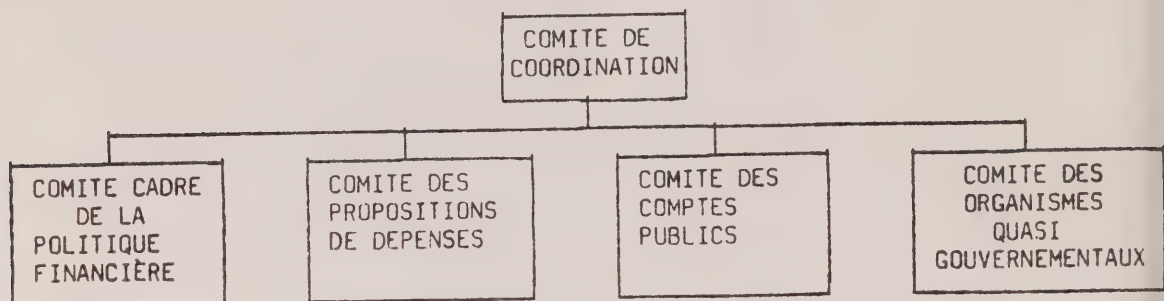 COMITE DE
COORDINATION
COMITE CADRE
DE LA
POLITIQUE
FINANCIÈRE
COMITE DES
PROPOSITIONS
DE DEPENSES
COMITE DES
COMPTES
PUBLICS
COMITE DES
ORGANISMES
QUASI
GOUVERNEMENTAUX